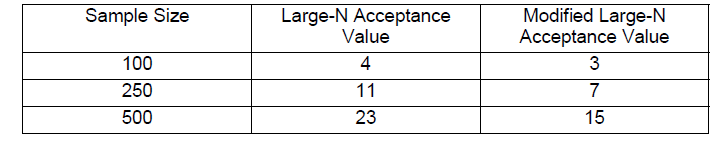 Sample Size Large-N Acceptance Value Modified Large-N Acceptance Value
100 4 3
250 11 7
500 23 15